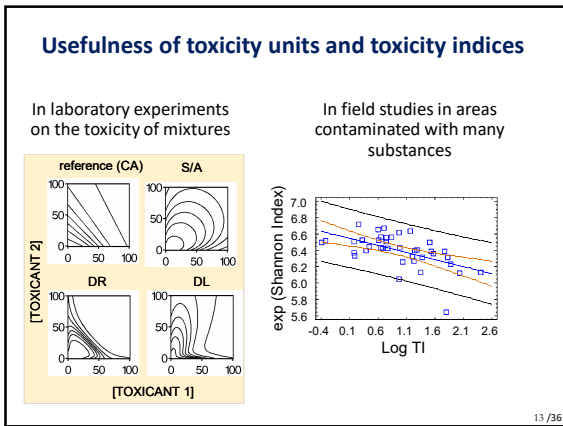 Usefulness of toxicity units and toxicity indices
In laboratory experiments
on the toxicity of mixtures
reference (CA)
S/A
100
50
0
0 50 100
100
50
0
0 50 100
[TOXICANT 2]
DR
DL
100
50
0
0 50 100
100
50
0
0 50 100
[TOXICANT 1]
In field studies in areas
contaminated with many
substances
exp (Shannon Index)
7.0
6.8
6.6
6.4
6.2
6.0
5.8
5.6
-0.4 0.1 0.6 1.1 1.6 2.1 2.6
Log TI
13 /36